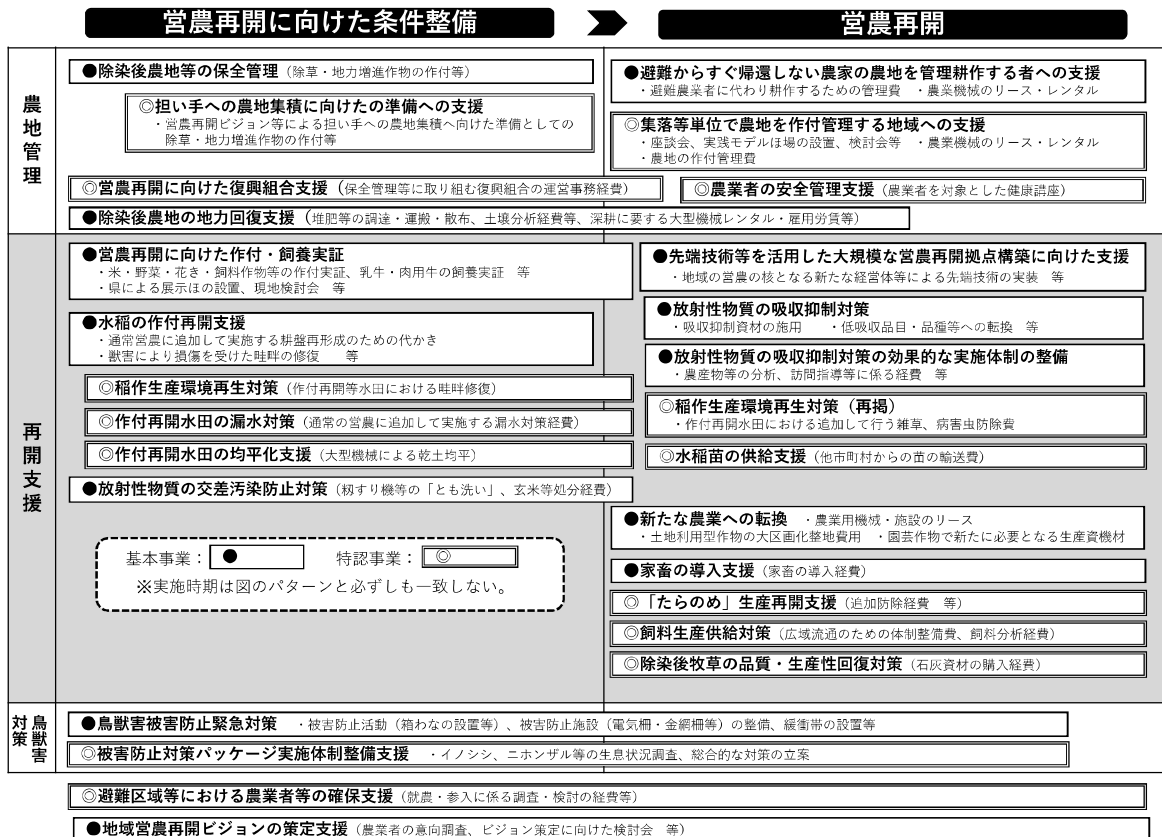 営農再開に向けた条件整備
営農再開
農地管理
●除染後農地等の保全管理（除草・地力増進作物の作付等）
◎担い手への農地集積に向けたの準備への支援
・営農再開ビジョン等による担い手への農地集積へ向けた準備としての
除草・地力増進作物の作付等
●避難からすぐ帰還しない農家の農地を管理耕作する者への支援
・避難農業者に代わり耕作するための管理費　・農業機械のリース・レンタル
◎集落等単位で農地を作付管理する地域への支援
・座談会、実践モデルほ場の設置、検討会等　・農業機械のリース・レンタル
・農地の作付管理費
◎営農再開に向けた復興組合支援（保全管理等に取り組む復興組合の運営事務経費）
◎農業者の安全管理支援（農業者を対象とした健康講座）
●除染後農地の地力回復支援（堆肥等の調達・運搬・散布、土壌分析経費等、深耕に要する大型機械レンタル・雇用労賃等）
再開支援
●営農再開に向けた作付・飼養実証
・米・野菜・花き・飼料作物等の作付実証、乳牛・肉用牛の飼養実証　等
・県による展示ほの設置、現地検討会　等
●水稲の作付再開支援
・通常営農に追加して実施する耕盤再形成のための代かき
・獣害により損傷を受けた畦畔の修復　　等
◎稲作生産環境再生対策（作付再開等水田における畦畔修復）
◎作付再開水田の漏水対策（通常の営農に追加して実施する漏水対策経費）
◎作付再開水田の均平化支援（大型機械による乾土均平）
●放射性物質の交差汚染防止対策（籾すり機等の「とも洗い」、玄米等処分経費）
基本事業：●　特認事業：◎
※実施時期は図のパターンと必ずしも一致しない。
●先端技術等を活用した大規模な営農再開拠点構築に向けた支援
・地域の営農の核となる新たな経営体等による先端技術の実装　等
●放射性物質の吸収抑制対策
・吸収抑制資材の施用　　・低吸収品目・品種等への転換　等
●放射性物質の吸収抑制対策の効果的な実施体制の整備
・農産物等の分析、訪問指導等に係る経費　等
◎稲作生産環境再生対策（再掲）
・作付再開水田における追加して行う雑草、病害虫防除費
◎水稲苗の供給支援（他市町村からの苗の輸送費）
●新たな農業への転換　・農業用機械・施設のリース
・土地利用型作物の大区画化整地費用　・園芸作物で新たに必要となる生産資機材
●家畜の導入支援（家畜の導入経費）
◎「たらのめ」生産再開支援（追加防除経費　等）
◎飼料生産供給対策（広域流通のための体制整備費、飼料分析経費）
◎除染後牧草の品質・生産性回復対策（石灰資材の購入経費）
鳥獣害対策
●鳥獣害被害防止緊急対策　・被害防止活動（箱わなの設置等）、被害防止施設（電気柵・金網柵等）の整備、緩衝帯の設置等
◎被害防止対策パッケージ実施体制整備支援　・イノシシ、ニホンザル等の生息状況調査、総合的な対策の立案
◎避難区域等における農業者等の確保支援（就農・参入に係る調査・検討の経費等）
●地域営農再開ビジョンの策定支援（農業者の意向調査、ビジョン策定に向けた検討会　等）